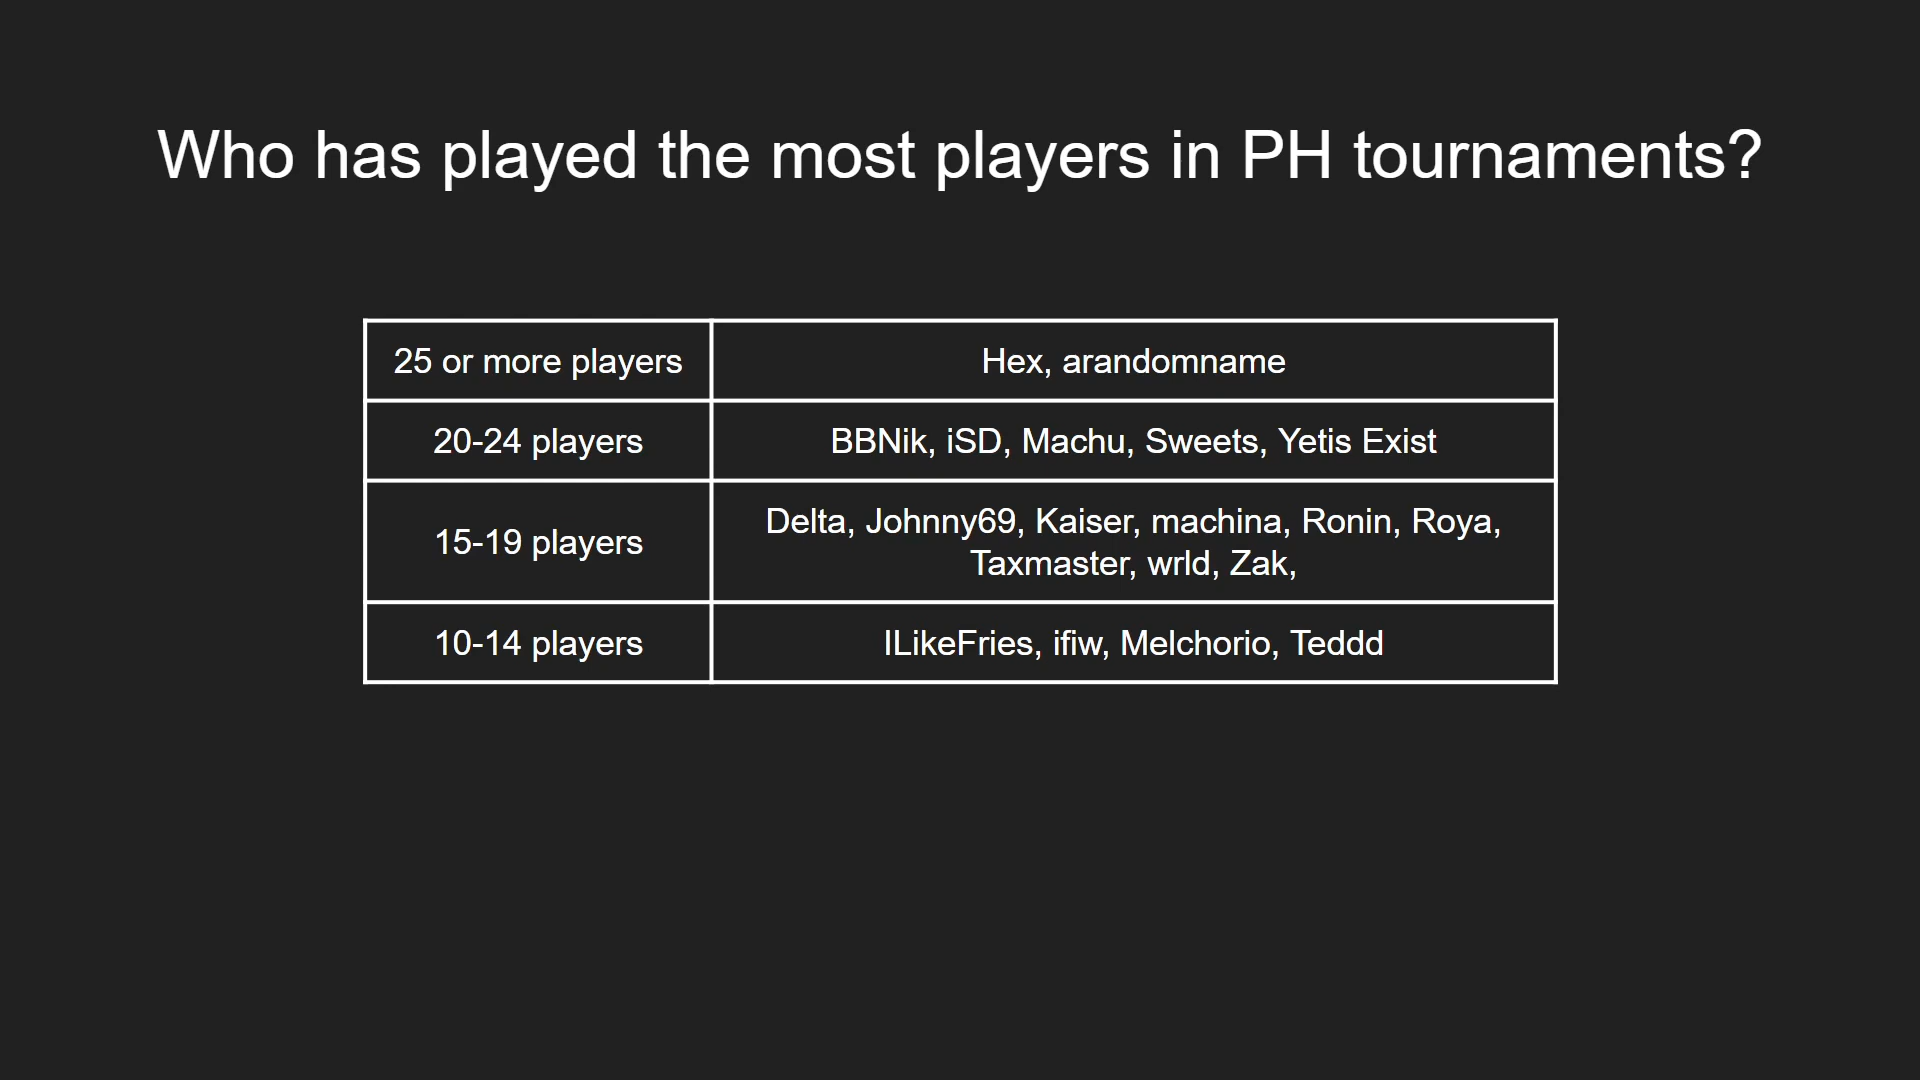 Who has played the most players in PH tournaments?
25 or more players
Hex, arandomname
20-24 players
BBNik, iSD, Machu, Sweets, Yetis Exist
15-19 players
Delta, Johnny69, Kaiser, machina, Ronin, Roya,
Taxmaster, wrld, Zak,
10-14 players
ILikeFries, ifiw, Melchorio, Teddd